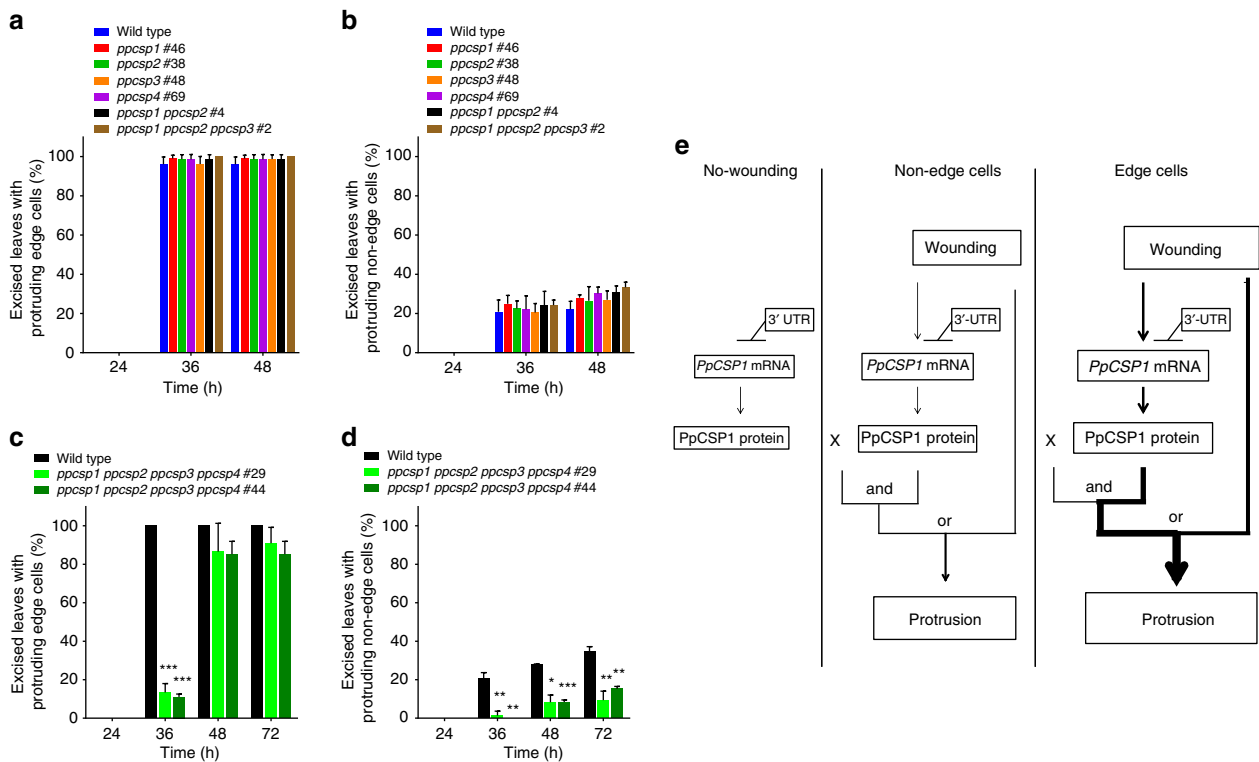 a
Wild type
ppcsp1 #46
ppcsp2 #38
ppcsp3 #48
ppcsp4 #69
ppcsp1 ppcsp2 #4
ppcsp1 ppcsp2 ppcsp3 #2
Excised leaves with
protruding edge cells (%)
100
80
60
40
20
0
24
36
48
Time (h)
b
Wild type
ppcsp1 #46
ppcsp2 #38
ppcsp3 #48
ppcsp4 #69
ppcsp1 ppcsp2 #4
ppcsp1 ppcsp2 ppcsp3 #2
Excised leaves with
protruding non-edge cells (%)
100
80
60
40
20
0
24
36
48
Time (h)
c
Wild type
ppcsp1 ppcsp2 ppcsp3 ppcsp4 #29
ppcsp1 ppcsp2 ppcsp3 ppcsp4 #44
Excised leaves with
protruding edge cells (%)
100
80
60
40
20
0
***
***
24
36
48
72
Time (h)
d
Wild type
ppcsp1 ppcsp2 ppcsp3 ppcsp4 #29
ppcsp1 ppcsp2 ppcsp3 ppcsp4 #44
Excised leaves with
protruding non-edge cells (%)
100
80
60
40
20
0
**
**
*
***
**
**
24
36
48
72
Time (h)
e
No-wounding
3′ UTR
PpCSP1 mRNA
PpCSP1 protein
Non-edge cells
Wounding
3′-UTR
PpCSP1 mRNA
X
PpCSP1 protein
and
or
Protrusion
Edge cells
Wounding
3′-UTR
PpCSP1 mRNA
X
PpCSP1 protein
and
or
Protrusion